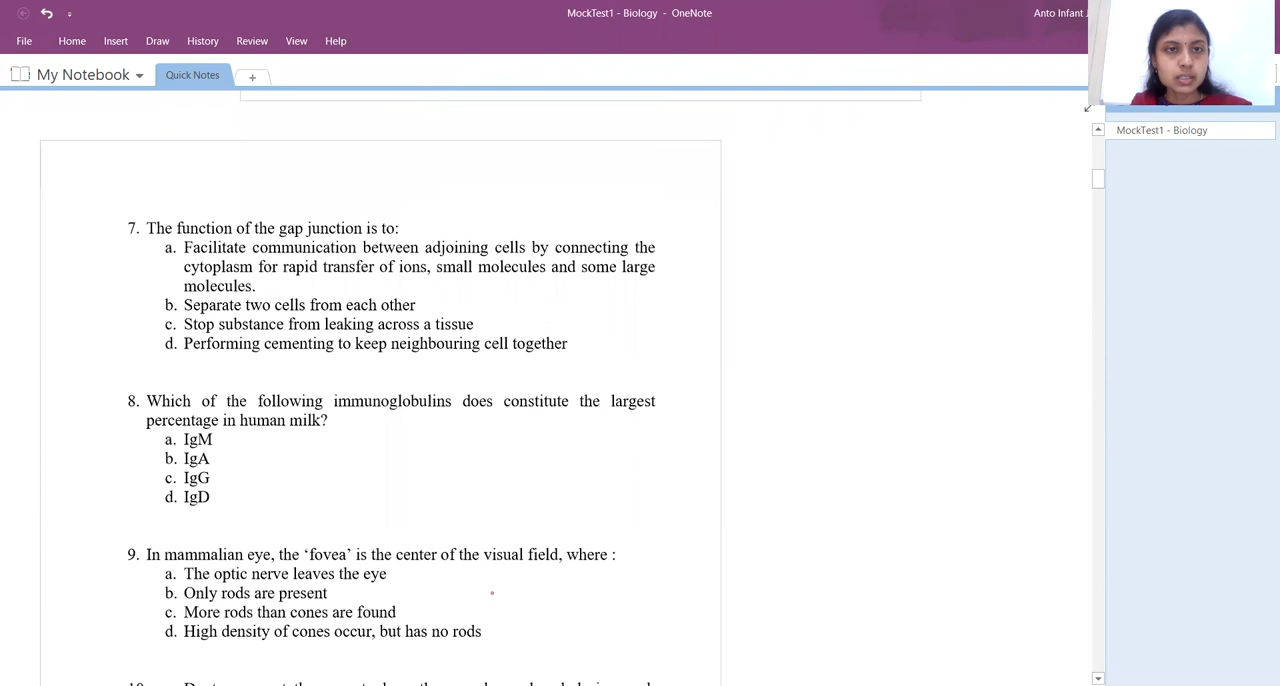 MockTest1 - Biology - OneNote
Anto Infant J
File Home Insert Draw History Review View Help
My Notebook Quick Notes +
MockTest1 - Biology
7. The function of the gap junction is to:
a. Facilitate communication between adjoining cells by connecting the
cytoplasm for rapid transfer of ions, small molecules and some large
molecules.
b. Separate two cells from each other
c. Stop substance from leaking across a tissue
d. Performing cementing to keep neighbouring cell together
8. Which of the following immunoglobulins does constitute the largest
percentage in human milk?
a. IgM
b. IgA
c. IgG
d. IgD
9. In mammalian eye, the ‘fovea’ is the center of the visual field, where :
a. The optic nerve leaves the eye
b. Only rods are present
c. More rods than cones are found
d. High density of cones occur, but has no rods